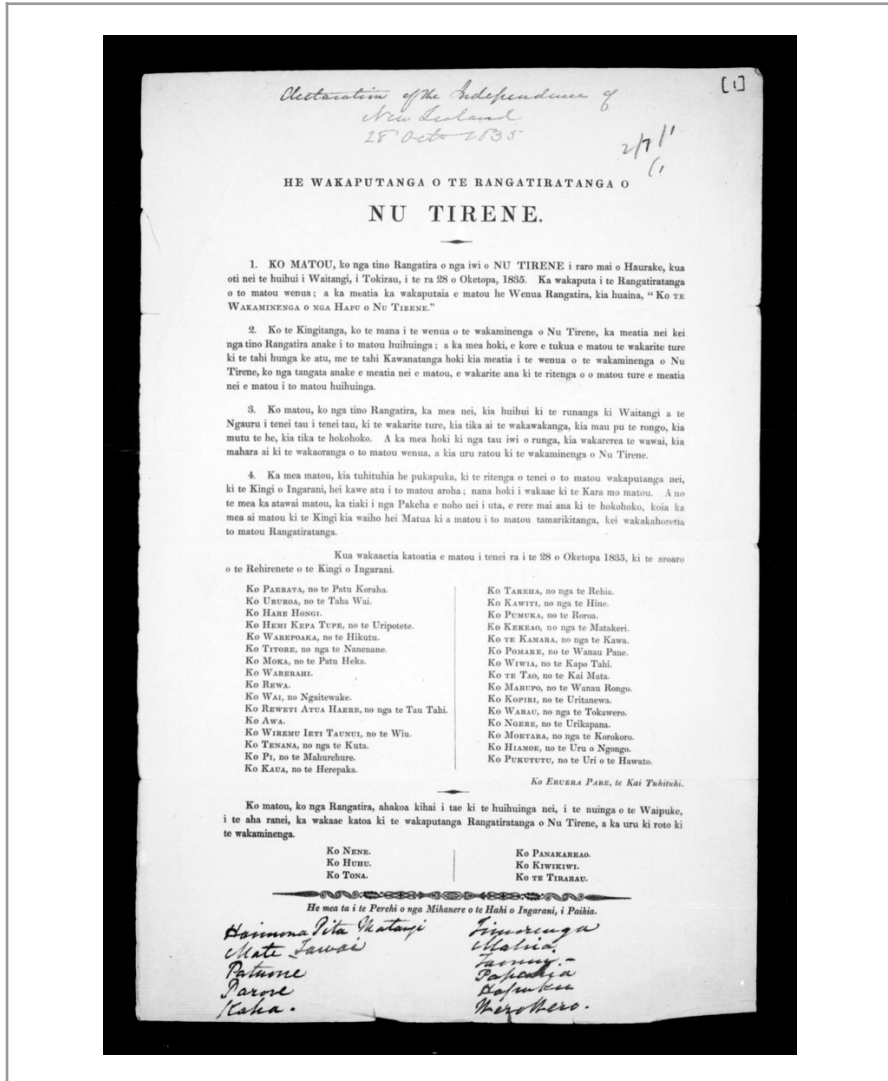 [1]
Declaration of the Independence of
New Zealand
28 Octr 1835
HE WAKAPUTANGA O TE RANGATIRATANGA O
NU TIRENE.
1. KO MATOU, ko nga tino Rangatira o nga iwi o NU TIRENE i raro mai o Haurake, kua
oti nei te huihui i Waitangi, i Tokirau, i te ra 28 o Oketopa, 1835. Ka wakaputa i te Rangatiratanga
o to matou wenua; a ka meatia ka wakaputaia e matou he Wenua Rangatira, kia huaina, “KO TE
WAKAMINENGA O NGA HAPU O NU TIRENE.”
2. Ko te Kingitanga, ko te mana i te wenua o te wakaminenga o Nu Tirene, ka meatia nei kei
nga tino Rangatira anake i to matou huihuinga; a ka mea hoki, e kore e tukua e matou te wakarite ture
ki te tahi hunga ke atu, me te tahi Kawanatanga hoki kia meatia i te wenua o te wakaminenga o Nu
Tirene, ko nga tangata anake e meatia nei e matou, e wakarite ana ki te ritenga o o matou ture e meatia
nei e matou i to matou huihuinga.
3. Ko matou, ko nga tino Rangatira, ka mea nei, kia huihui ki te runanga ki Waitangi a te
Ngauru i tenei tau i tenei tau, ki te wakarite ture, kia tika ai te wakawakanga, kia mau pu te rongo, kia
mutu te he, kia tika te hokohoko. A ka mea hoki ki nga tau iwi o runga, kia wakarerea te wawai, kia
mahara ai ki te wakaoranga o to matou wenua, a kia uru ratou ki te wakaminenga o Nu Tirene.
4. Ka mea matou, kia tuhituhia he pukapuka, ki te ritenga o tenei o to matou wakaputanga nei,
ki te Kingi o Ingarani, hei kawe atu i to matou aroha; nana hoki i wakaae ki te Kara mo matou. A no
te mea ka atawai matou, ka tiaki i nga Pakeha e noho nei i uta, e rere mai ana ki te hokohoko, koia ka
mea ai matou ki te Kingi kia waiho hei Matua ki a matou i to matou tamarikitanga, kei wakakahoretia
to matou Rangatiratanga.
Kua wakaaetia katoatia e matou i tenei ra i te 28 o Oketopa 1835, ki te aroaro
o te Rehirenete o te Kingi o Ingarani.
KO PAERATA, no te Patu Koraha.
KO URUROA, no te Taha Wai.
KO HARE HONGI.
KO HEMI KEPA TUPE, no te Uripotete.
KO WAREPOAKA, no te Hikutu.
KO TITORE, no nga te Nanenane.
KO MOKA, no te Patu Heka.
KO WARERAHI.
KO REWA.
KO WAI, no Ngaitewake.
KO REWETI ATUA HAERE, no nga te Tau Tahi.
KO AWA.
KO WIREMU IETI TAUNUI, no te Wiu.
KO TENANA, no nga te Kuta.
KO PI, no te Mahurehure.
KO KAUA, no te Herepaka.
KO TAREHA, no nga te Rehia.
KO KAWITI, no nga te Hine.
KO PUMUKA, no te Roroa.
KO KEKEAO, no nga te Matakeri.
KO TE KAMARA, no nga te Kawa.
KO POMARE, no te Wanau Pane.
KO WIWIA, no te Kapo Tahi.
KO TE TAO, no te Kai Mata.
KO MARUPO, no te Wanau Rongo.
KO KOPIRI, no te Uritanewa.
KO WARAU, no nga te Tokawero.
KO NGERE, no te Urikapana.
KO MOETARA, no nga te Korokoro.
KO HIAMOE, no te Uru o Ngongo.
KO PUKUTUTU, no te Uri o te Hawato.
KO ERUERA PARE, te Kai Tuhituhi.
Ko matou, ko nga Rangatira, ahakoa kihai i tae ki te huihuinga nei, i te nuinga o te Waipuke,
i te aha ranei, ka wakaae katoa ki te wakaputanga Rangatiratanga o Nu Tirene, a ka uru ki roto ki
te wakaminenga.
KO NENE.
KO HUHU.
KO TONA.
KO PANAKAREAO.
KO KIWIKIWI.
KO TE TIRARAU.
He mea ta i te Perehi o nga Mihanere o te Hahi o Ingarani, i Paihia.
Haimona Pita Matangi
Mate Tawai
Patuone
Parore
Kaha.
Timorenga
Mahia.
Papahia
Hapuku
Werowero.